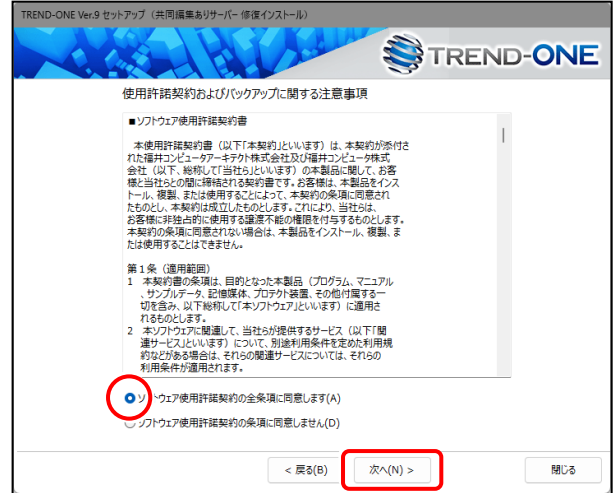 TREND-ONE Ver.9 セットアップ（共同編集ありサーバー 修復インストール）
TREND-ONE
使用許諾契約およびバックアップに関する注意事項
■ソフトウェア使用許諾契約書
本使用許諾契約書（以下「本契約」といいます）は、本契約が添付さ
れた福井コンピュータアーキテクト株式会社及び福井コンピュータ株式
会社（以下、総称して「当社ら」といいます）の本製品に関して、お客
様と当社らとの間に締結される契約書です。お客様は、本製品をインス
トール、複製、または使用することによって、本契約の条項に同意され
たものとし、本契約は成立したものとします。これにより、当社らは、
お客様に非独占的に使用する譲渡不能の権限を付与するものとします。
本契約の条項に同意されない場合は、本製品をインストール、複製、ま
たは使用することはできません。
第１条（適用範囲）
1 本契約書の条項は、目的となった本製品（プログラム、マニュアル
、サンプルデータ、記憶媒体、プロテクト装置、その他付属する一
切を含み、以下総称して「本ソフトウェア」といいます）に適用さ
れるものとします。
2 本ソフトウェアに関連して、当社らが提供するサービス（以下「関
連サービス」といいます）について、別途利用条件を定めた利用規
約などがある場合は、それらの関連サービスについては、それらの
利用条件が適用されます。
ソフトウェア使用許諾契約の全条項に同意します(A)
ソフトウェア使用許諾契約の条項に同意しません(D)
< 戻る(B) 次へ(N) > 閉じる